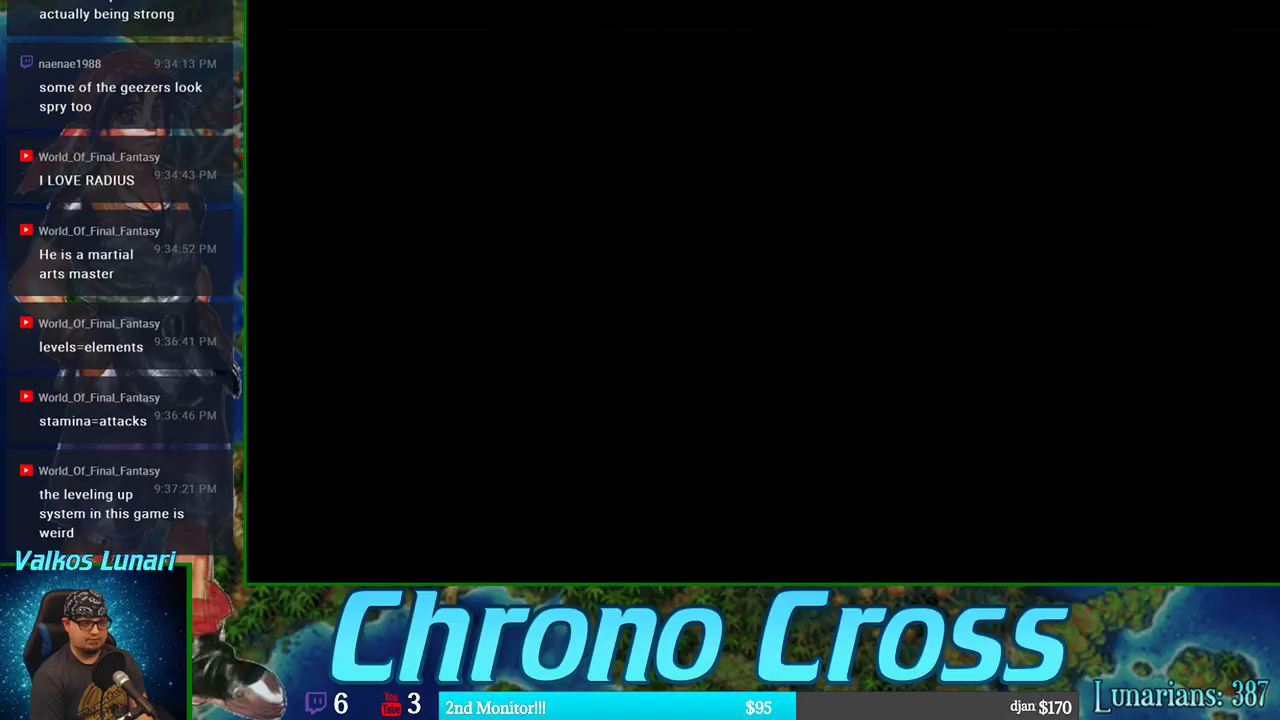 actually being strong
naenae1988 9:34:13 PM
some of the geezers look
spry too
World_Of_Final_Fantasy
I LOVE RADIUS 9:34:43 PM
World_Of_Final_Fantasy
He is a martial 9:34:52 PM
arts master
World_Of_Final_Fantasy
levels=elements 9:36:41 PM
World_Of_Final_Fantasy
stamina=attacks 9:36:46 PM
World_Of_Final_Fantasy
the leveling up 9:37:21 PM
system in this game is
weird
Valkos Lunari
Chrono Cross
6 You Tube 3 2nd Monitor!!! $95 djan $170 Lunarians: 387